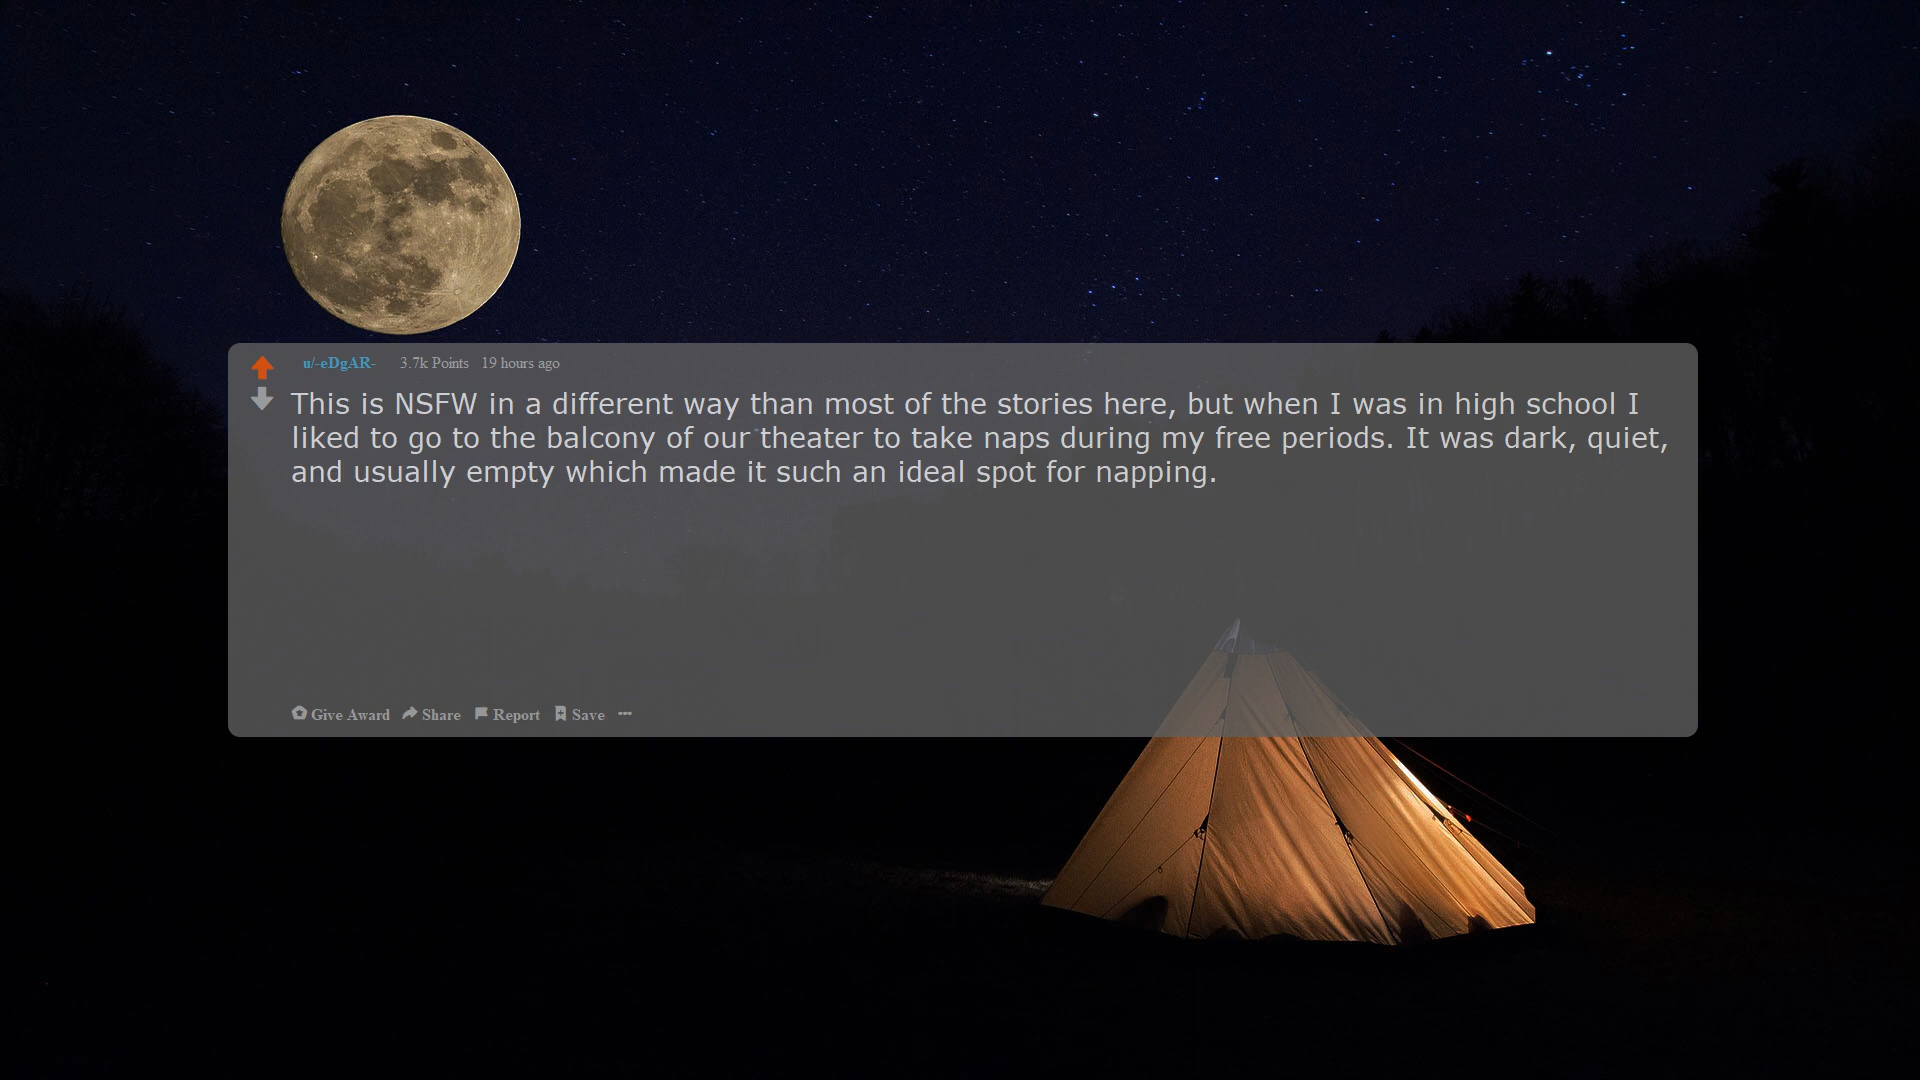 u/-eDgAR- 3.7k Points 19 hours ago
This is NSFW in a different way than most of the stories here, but when I was in high school I
liked to go to the balcony of our theater to take naps during my free periods. It was dark, quiet,
and usually empty which made it such an ideal spot for napping.
Give Award Share Report Save